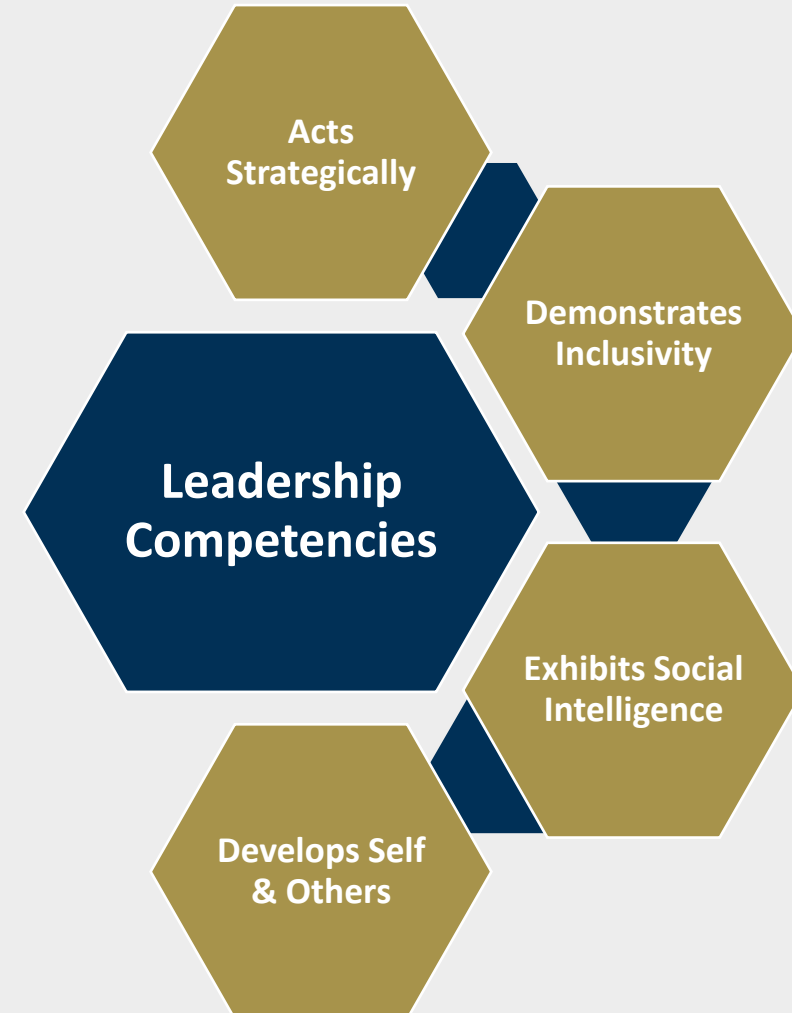 Acts
Strategically
Demonstrates
Inclusivity
Leadership
Competencies
Exhibits Social
Intelligence
Develops Self
& Others